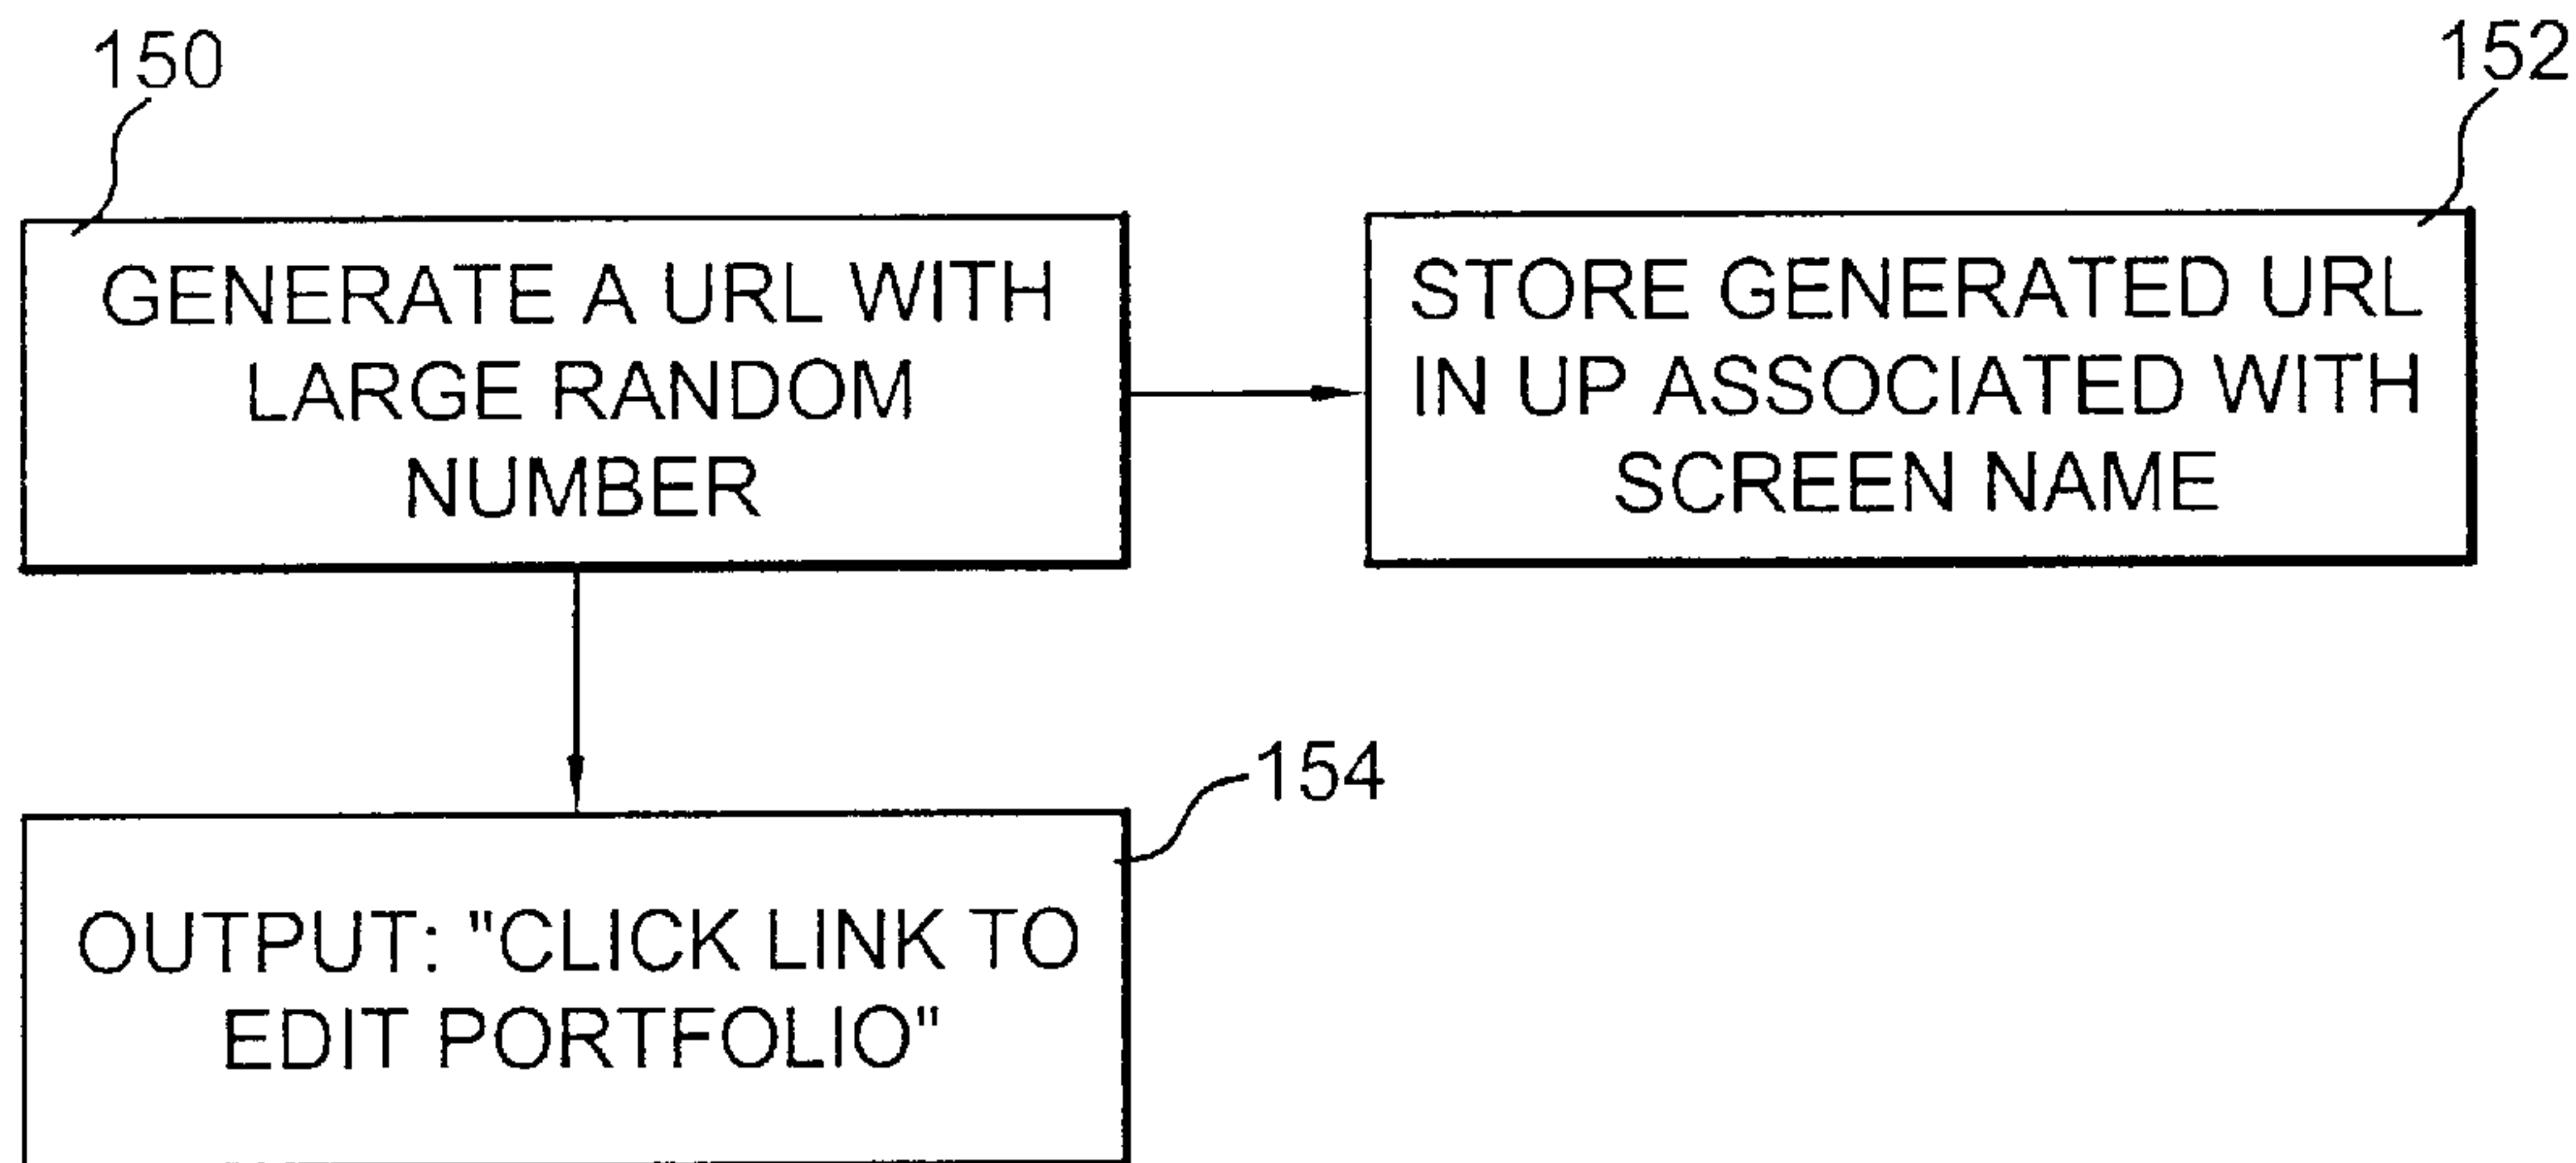 150
152
GENERATE A URL WITH
LARGE RANDOM
NUMBER
STORE GENERATED URL
IN UP ASSOCIATED WITH
SCREEN NAME
154
OUTPUT: "CLICK LINK TO
EDIT PORTFOLIO"